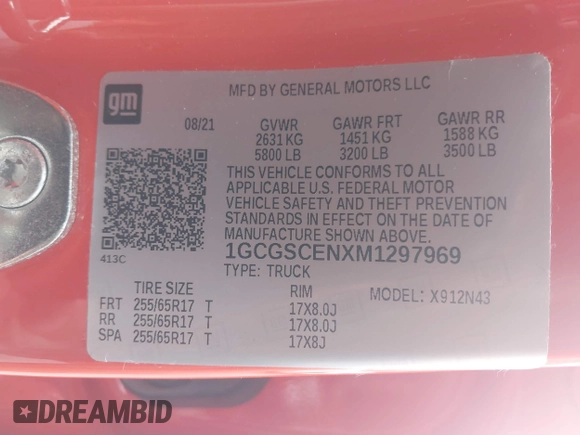 gm
MFD BY GENERAL MOTORS LLC
08/21 GVWR GAWR FRT GAWR RR
2631 KG 1451 KG 1588 KG
5800 LB 3200 LB 3500 LB
THIS VEHICLE CONFORMS TO ALL
APPLICABLE U.S. FEDERAL MOTOR
VEHICLE SAFETY AND THEFT PREVENTION
STANDARDS IN EFFECT ON THE DATE OF
MANUFACTURE SHOWN ABOVE.
413C
1GCGSCENXM1297969
TYPE: TRUCK
TIRE SIZE RIM MODEL: X912N43
FRT 255/65R17 T 17X8.0J
RR 255/65R17 T 17X8.0J
SPA 255/65R17 T 17X8J
DREAMBID